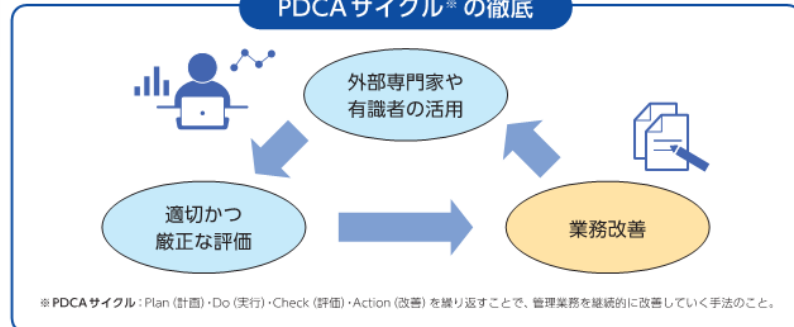 PDCAサイクル※の徹底
外部専門家や
有識者の活用
適切かつ
厳正な評価
業務改善
※PDCAサイクル：Plan（計画）・Do（実行）・Check（評価）・Action（改善）を繰り返すことで、管理業務を継続的に改善していく手法のこと。